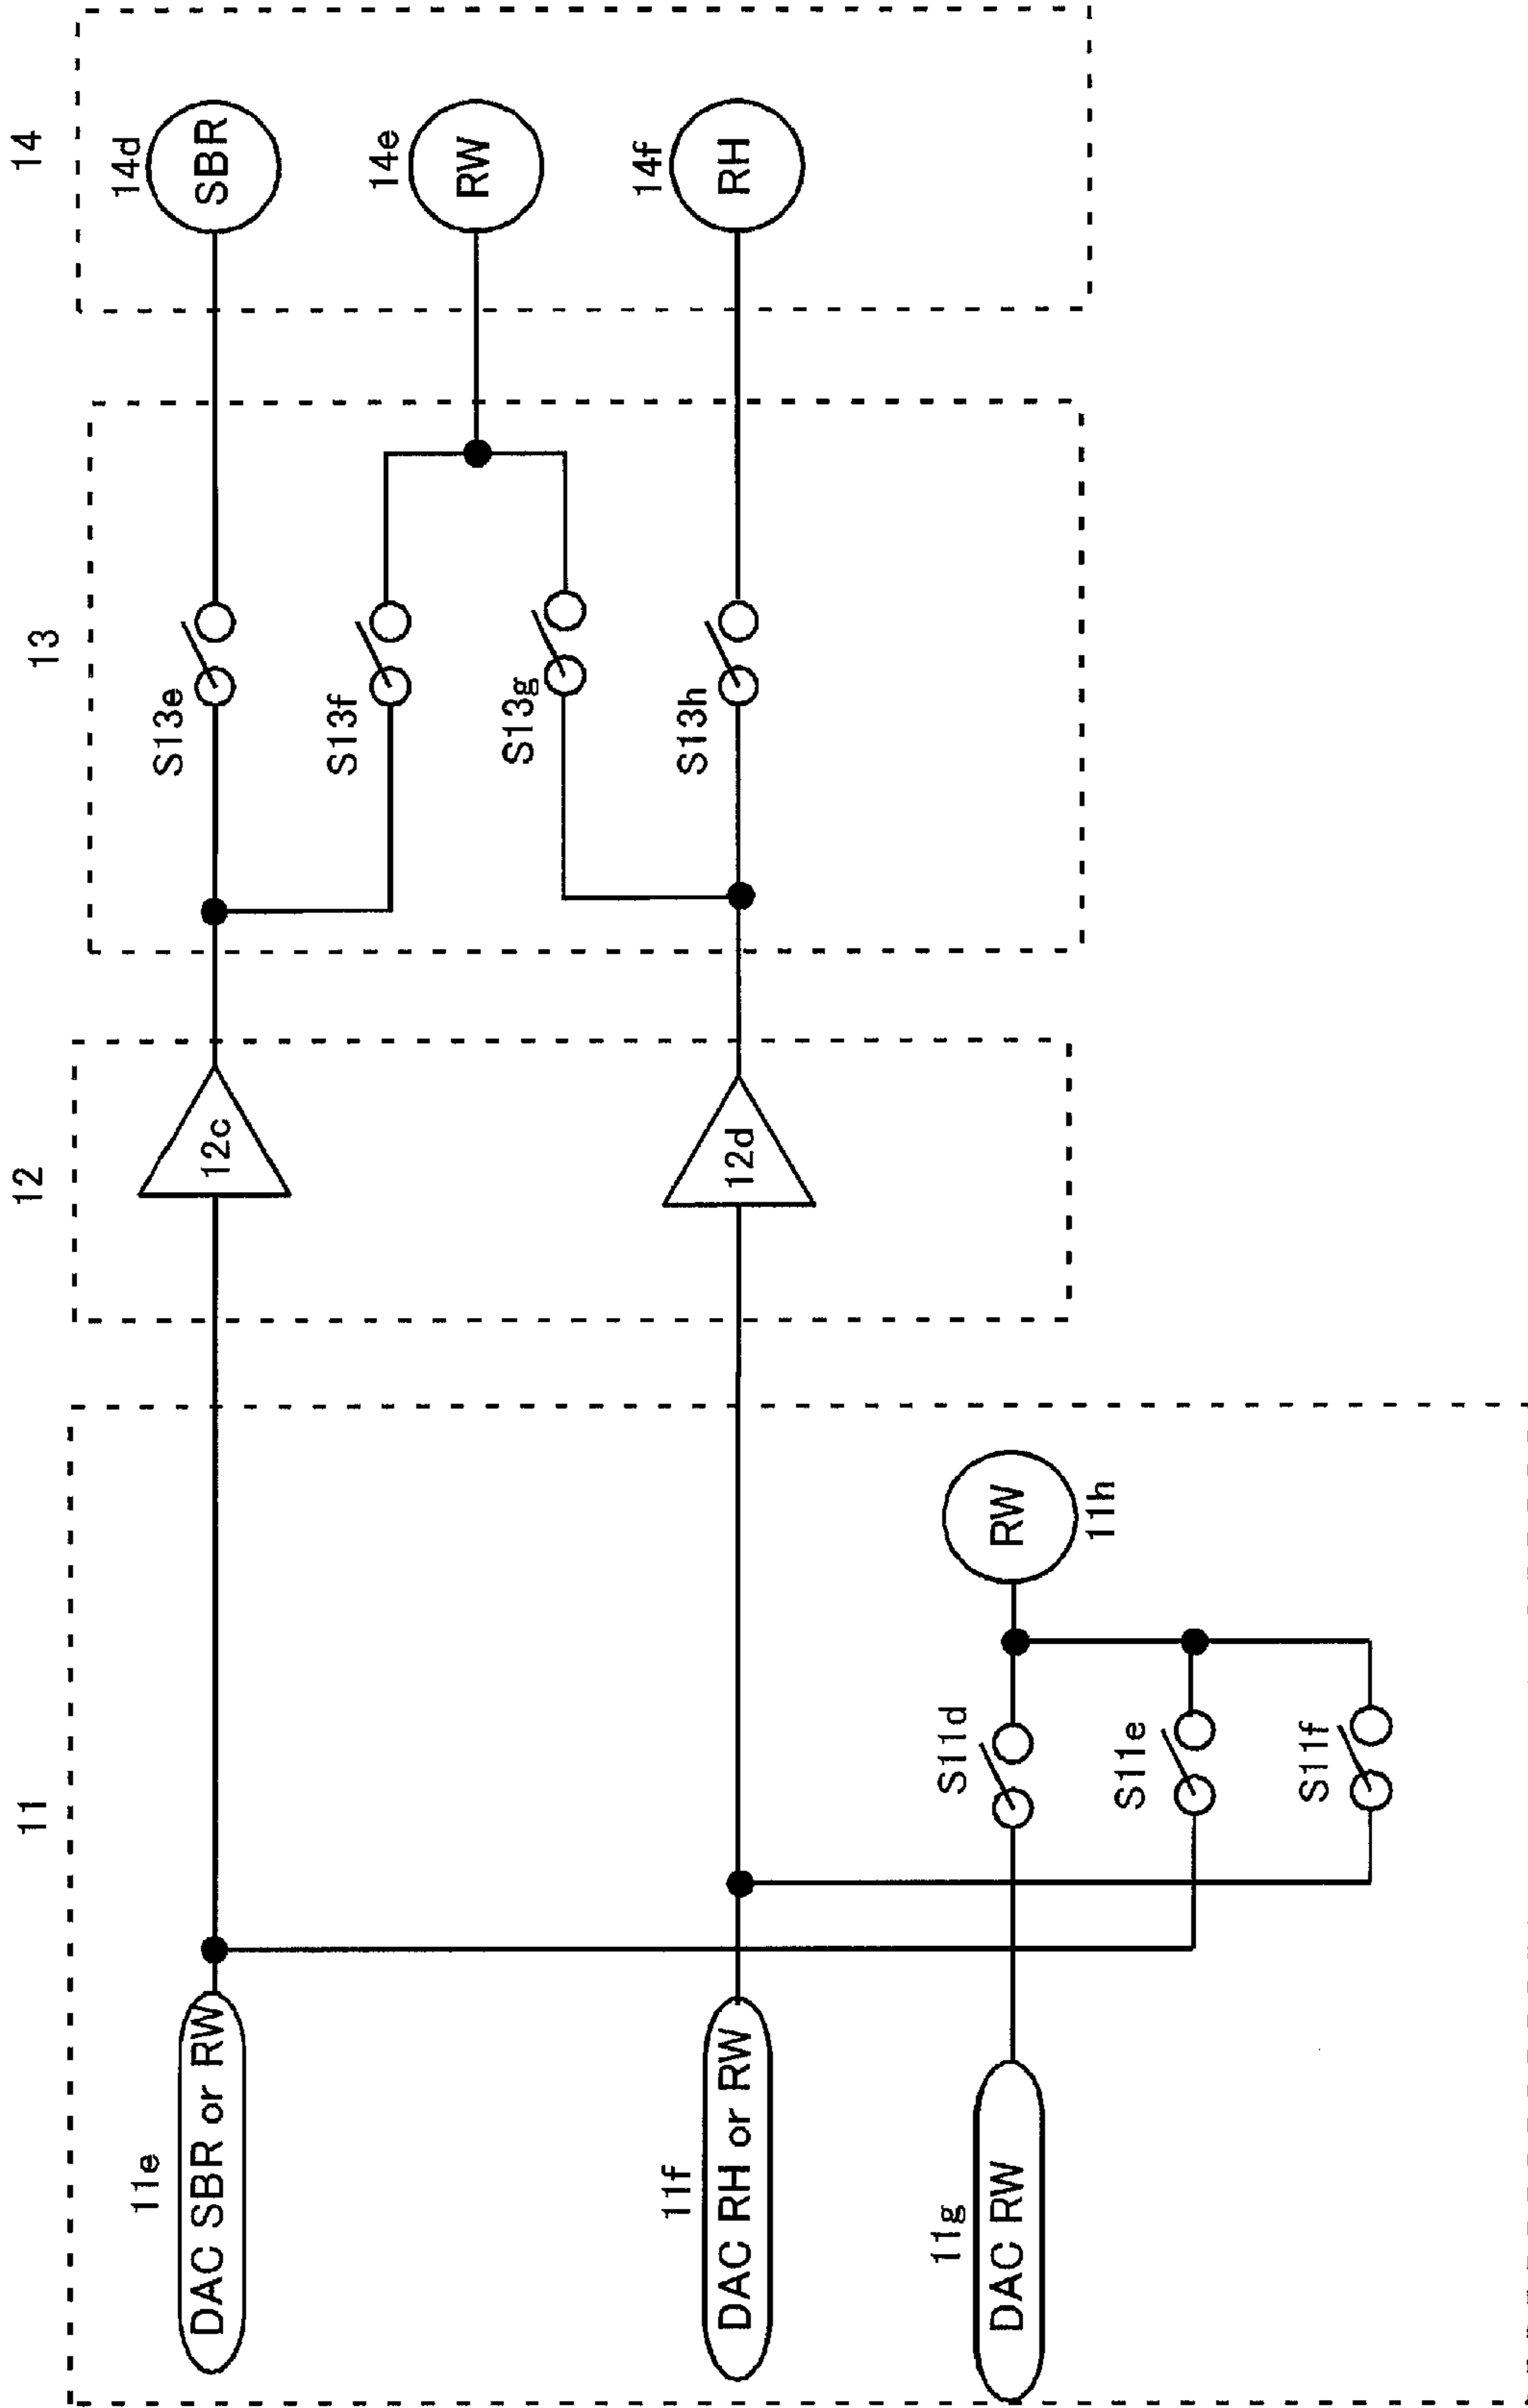 11
12
13
14
11e
DAC SBR or RW
12c
S13e
14d
SBR
S13f
14e
RW
S13g
11f
DAC RH or RW
12d
S13h
14f
RH
11g
DAC RW
S11d
RW
11h
S11e
S11f